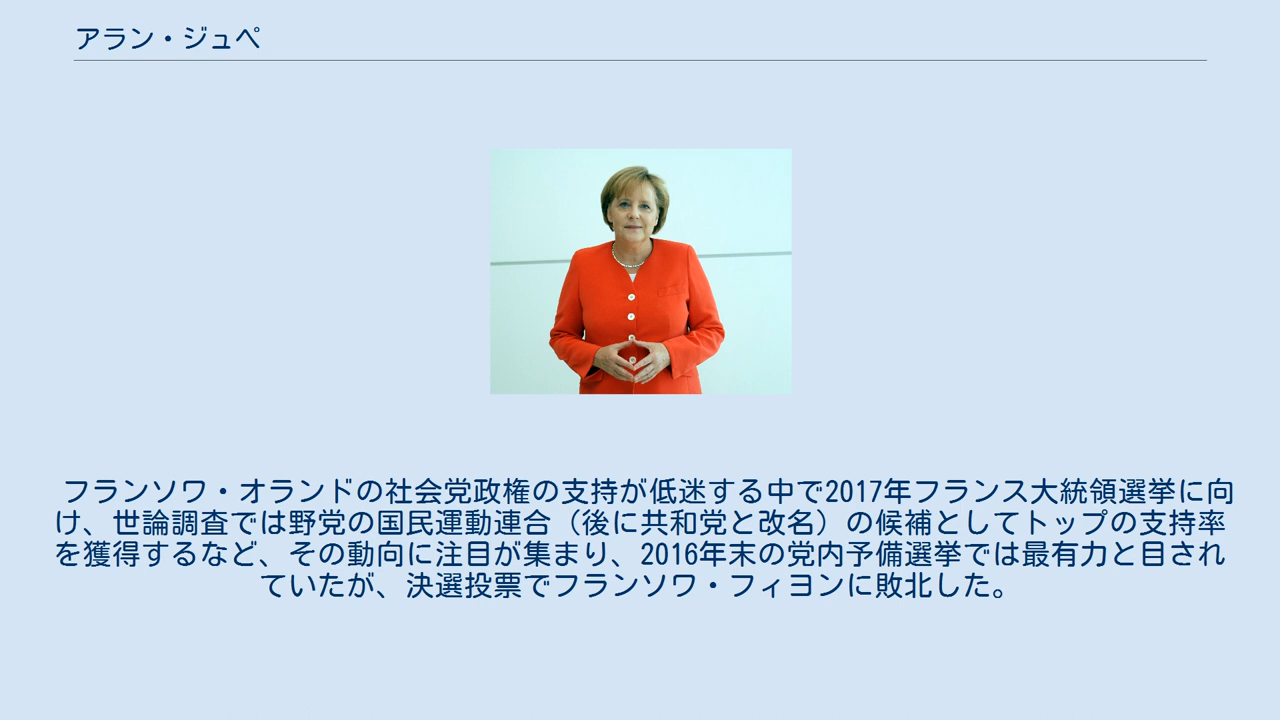 アラン・ジュペ
フランソワ・オランドの社会党政権の支持が低迷する中で2017年フランス大統領選挙に向
け、世論調査では野党の国民運動連合（後に共和党と改名）の候補としてトップの支持率
を獲得するなど、その動向に注目が集まり、2016年末の党内予備選挙では最有力と目され
ていたが、決選投票でフランソワ・フィヨンに敗北した。